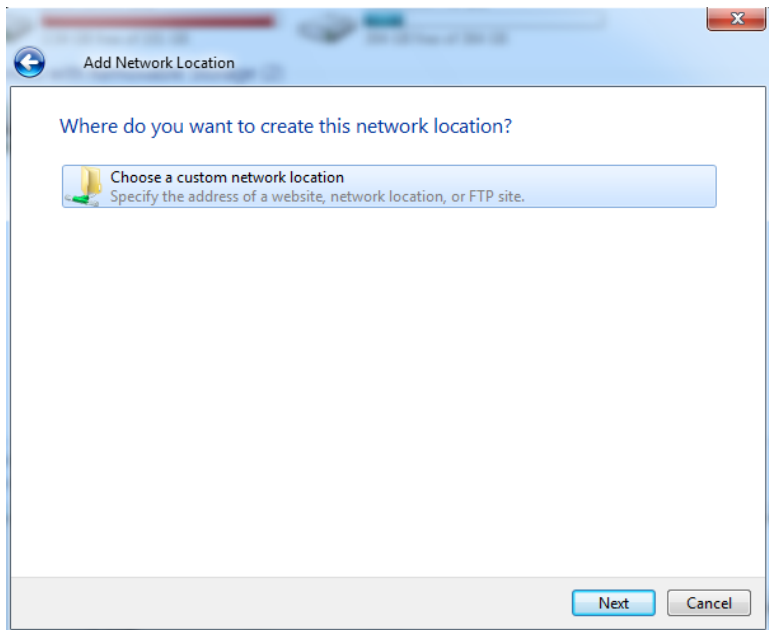 Add Network Location
Where do you want to create this network location?
Choose a custom network location
Specify the address of a website, network location, or FTP site.
Next
Cancel